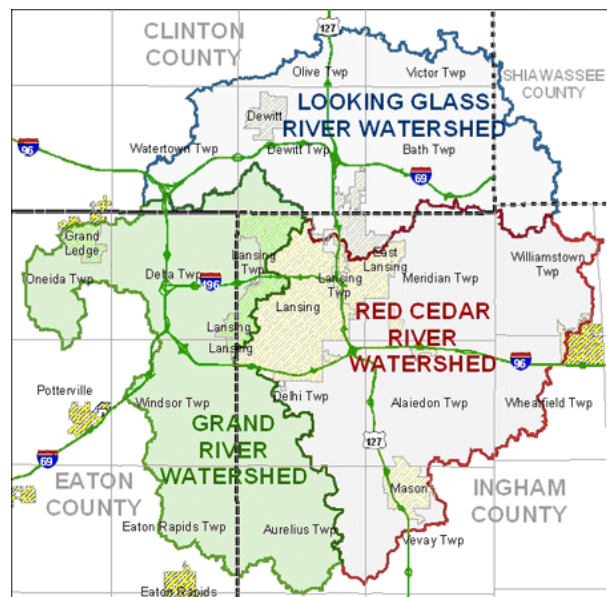 CLINTON
COUNTY
127
Olive Twp
Victor Twp
SHIAWASSEE
COUNTY
LOOKING GLASS
RIVER WATERSHED
Dewitt
96
Watertown Twp
Dewitt Twp
Bath Twp
69
Grand
Ledge
Oneida Twp
Delta Twp
Lansing
Twp
496
East
Lansing
Lansing
Twp
Meridian Twp
Williamstown
Twp
Lansing
Lansing
Lansing
RED CEDAR
RIVER
WATERSHED
96
Potterville
Windsor Twp
Delhi Twp
Alaiedon Twp
Wheatfield Twp
GRAND
RIVER
WATERSHED
127
69
EATON
COUNTY
Mason
INGHAM
COUNTY
Eaton Rapids Twp
Aurelius Twp
Vevay Twp
Eaton Rapids